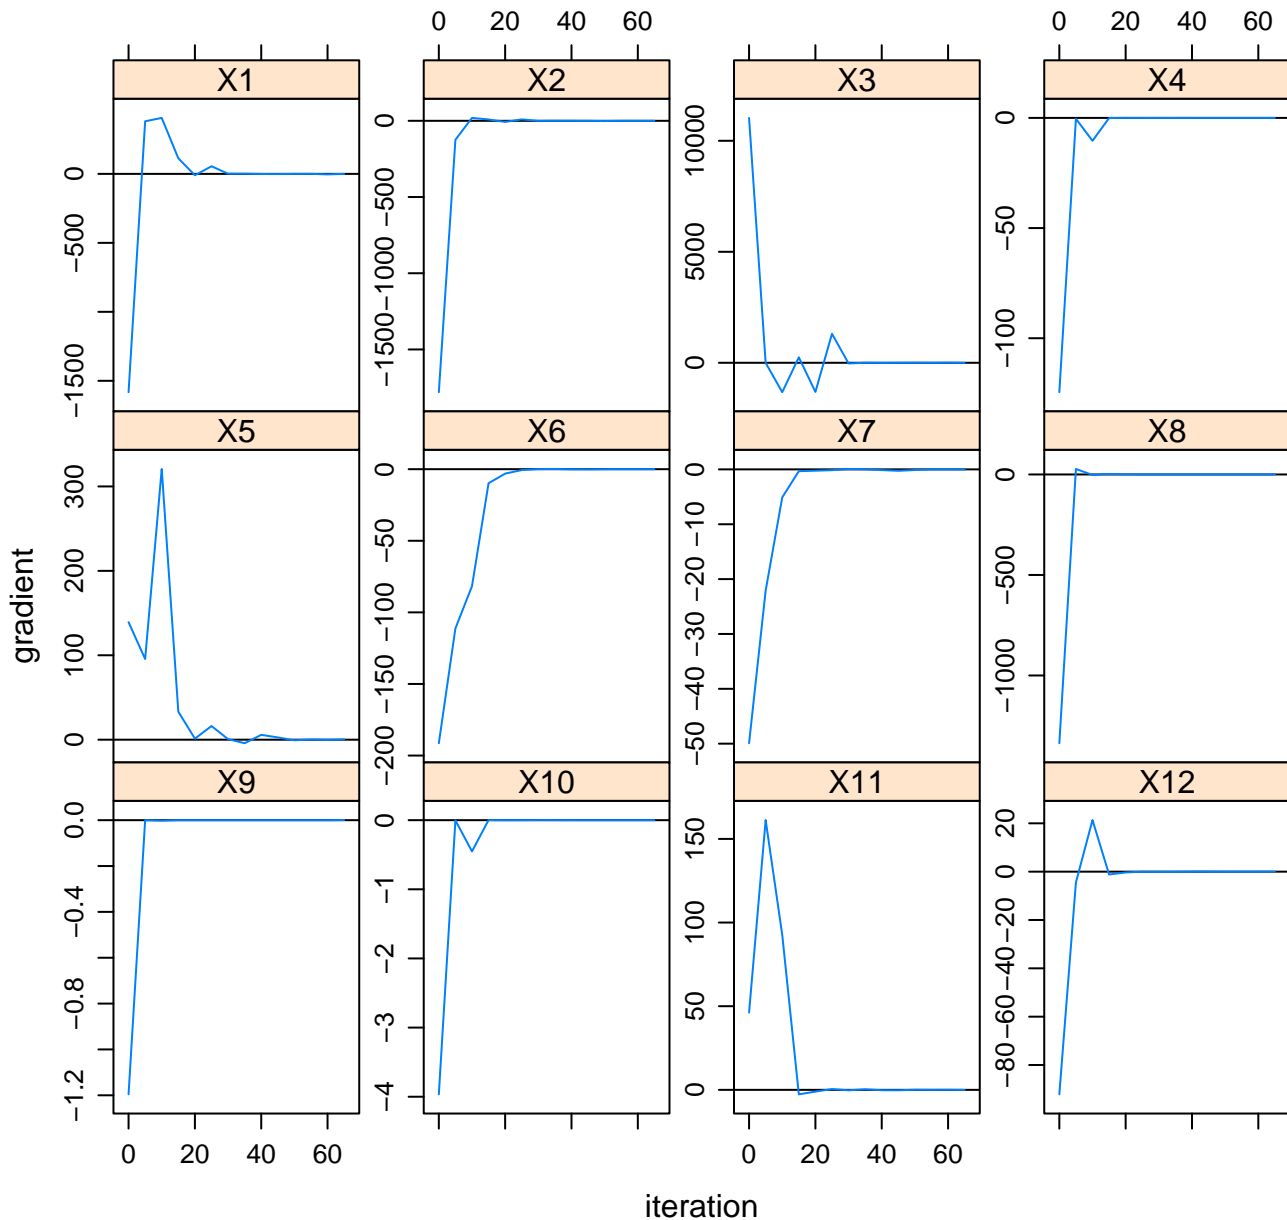 0 20 40 60 0 20 40 60
X1 X2 X3 X4
0 −500 −1500
0 −500 −1000 −1500
10000 5000 0
0 −50 −100
X5 X6 X7 X8
300 200 100 0
0 −50 −100 −150 −200
0 −10 −20 −30 −40 −50
0 −500 −1000
gradient
X9 X10 X11 X12
0.0 −0.4 −0.8 −1.2
0 −1 −2 −3 −4
150 100 50 0
20 0 −20 −40 −60 −80
0 20 40 60 0 20 40 60
iteration